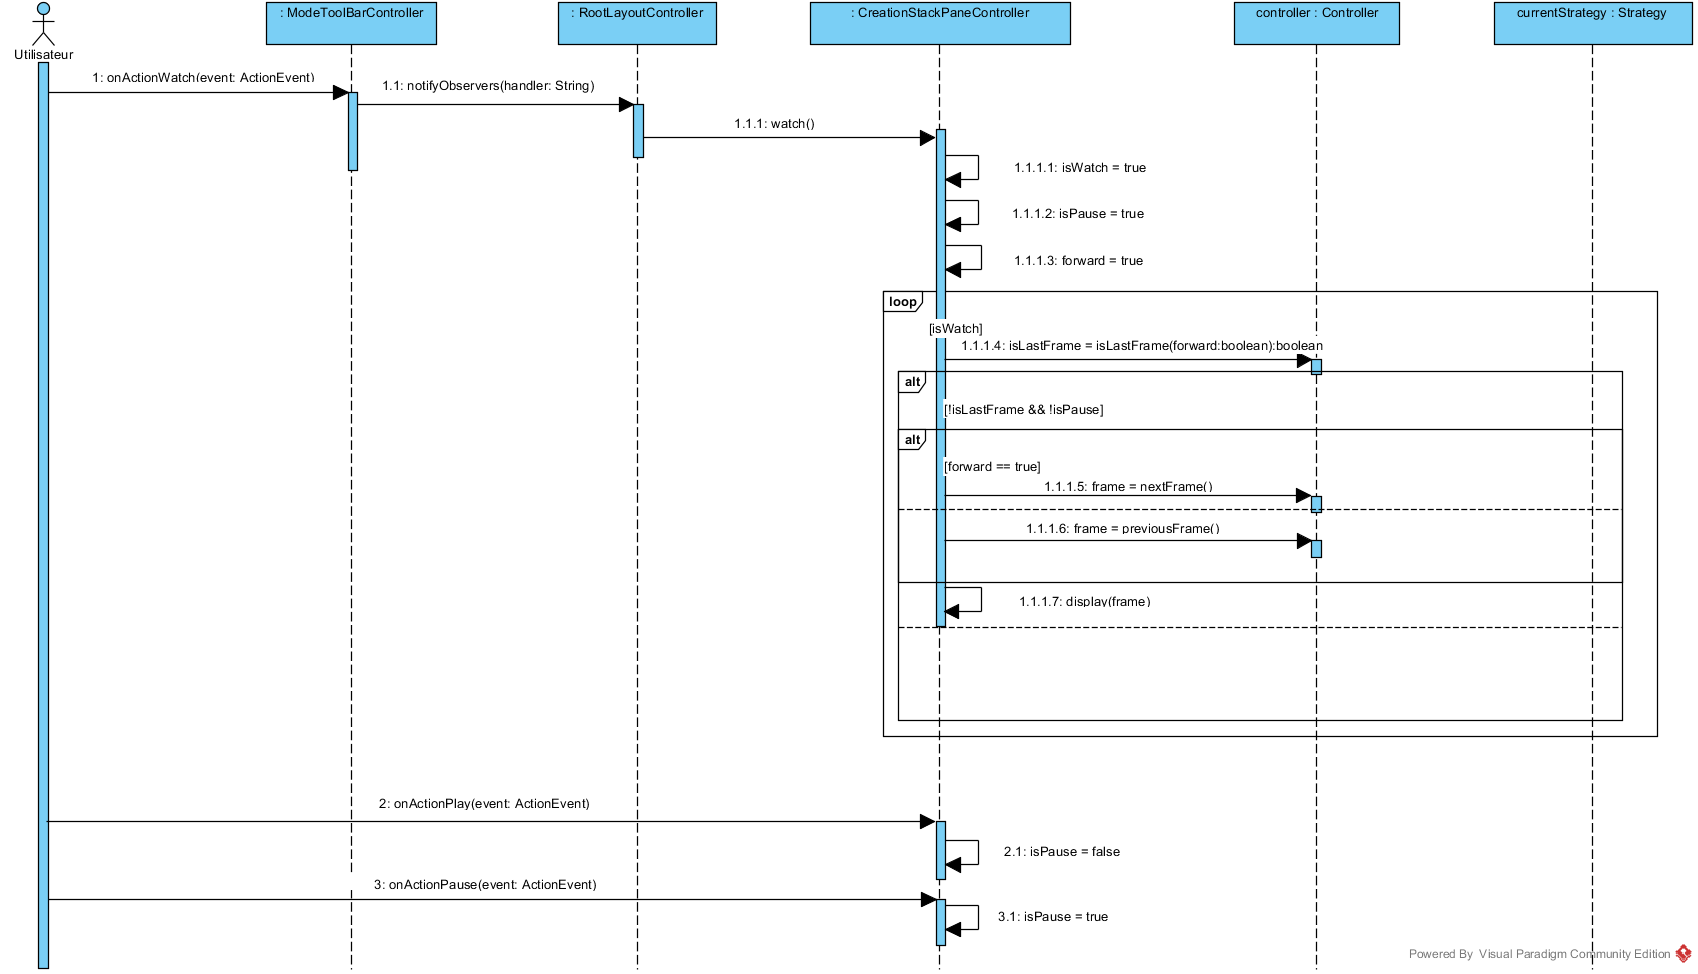 : ModeToolBarController
: RootLayoutController
: CreationStackPaneController
controller : Controller
currentStrategy : Strategy
Utilisateur
1: onActionWatch(event: ActionEvent)
1.1: notifyObservers(handler: String)
1.1.1: watch()
1.1.1.1: isWatch = true
1.1.1.2: isPause = true
1.1.1.3: forward = true
loop
[isWatch]
1.1.1.4: isLastFrame = isLastFrame(forward:boolean):boolean
alt
[!isLastFrame && !isPause]
alt
[forward == true]
1.1.1.5: frame = nextFrame()
1.1.1.6: frame = previousFrame()
1.1.1.7: display(frame)
2: onActionPlay(event: ActionEvent)
2.1: isPause = false
3: onActionPause(event: ActionEvent)
3.1: isPause = true
Powered By Visual Paradigm Community Edition